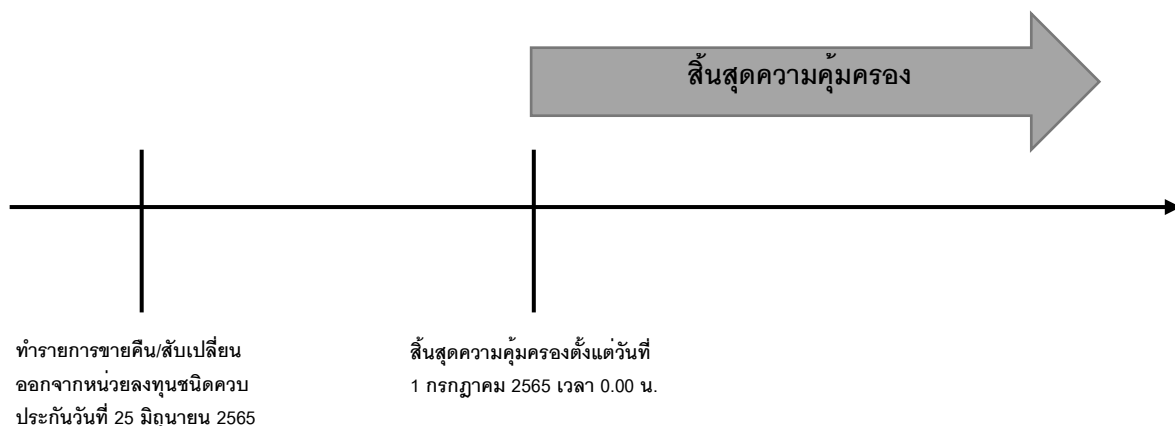 สิ้นสุดความคุ้มครอง
ทำรายการขายคืน/สับเปลี่ยน
ออกจากหน่วยลงทุนชนิดควบ
ประกันวันที่ 25 มิถุนายน 2565
สิ้นสุดความคุ้มครองตั้งแต่วันที่
1 กรกฎาคม 2565 เวลา 0.00 น.